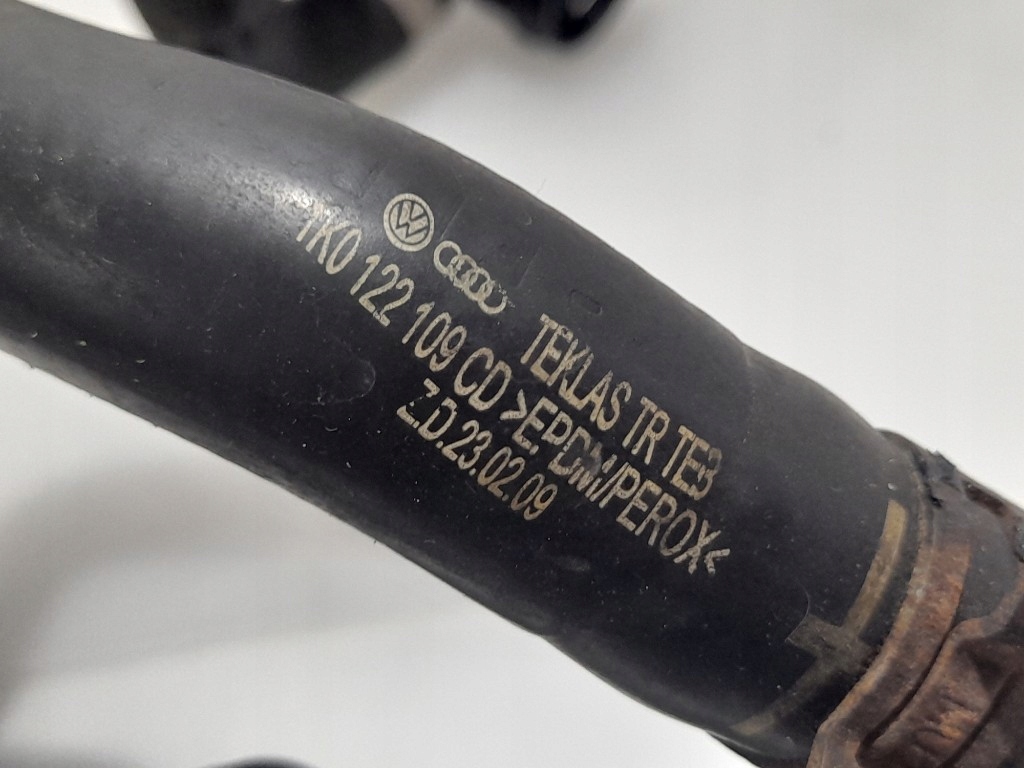 TEKLAS TR TE3
1K0 122 109 CD >EPDM/PEROX<
Z.D.23.02.09